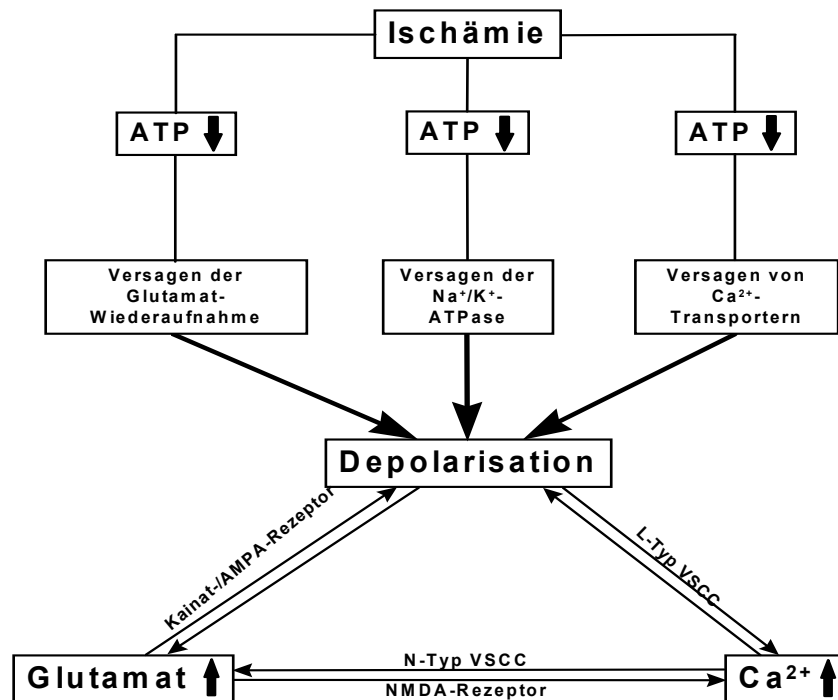 Ischämie
ATP
ATP
ATP
Versagen der
Glutamat-
Wiederaufnahme
Versagen der
Na⁺/K⁺-
ATPase
Versagen von
Ca²⁺-
Transportern
Depolarisation
Kainat-/AMPA-Rezeptor
L-Typ VSCC
Glutamat
N-Typ VSCC
NMDA-Rezeptor
Ca²⁺